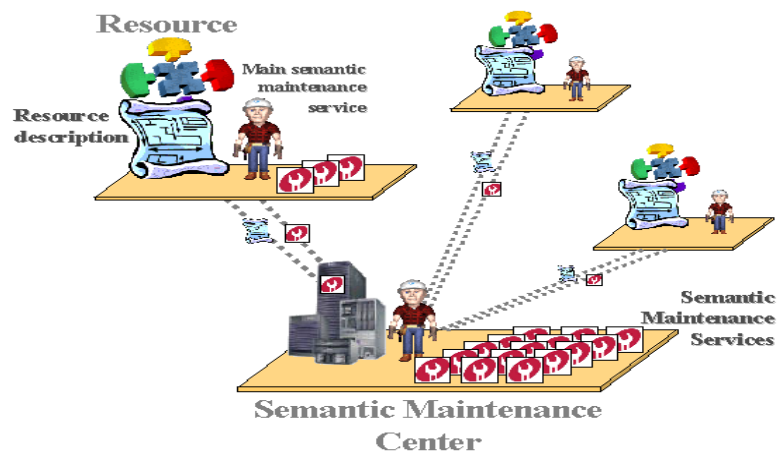 Resource
Main semantic
maintenance
service
Resource
description
Semantic
Maintenance
Services
Semantic Maintenance
Center